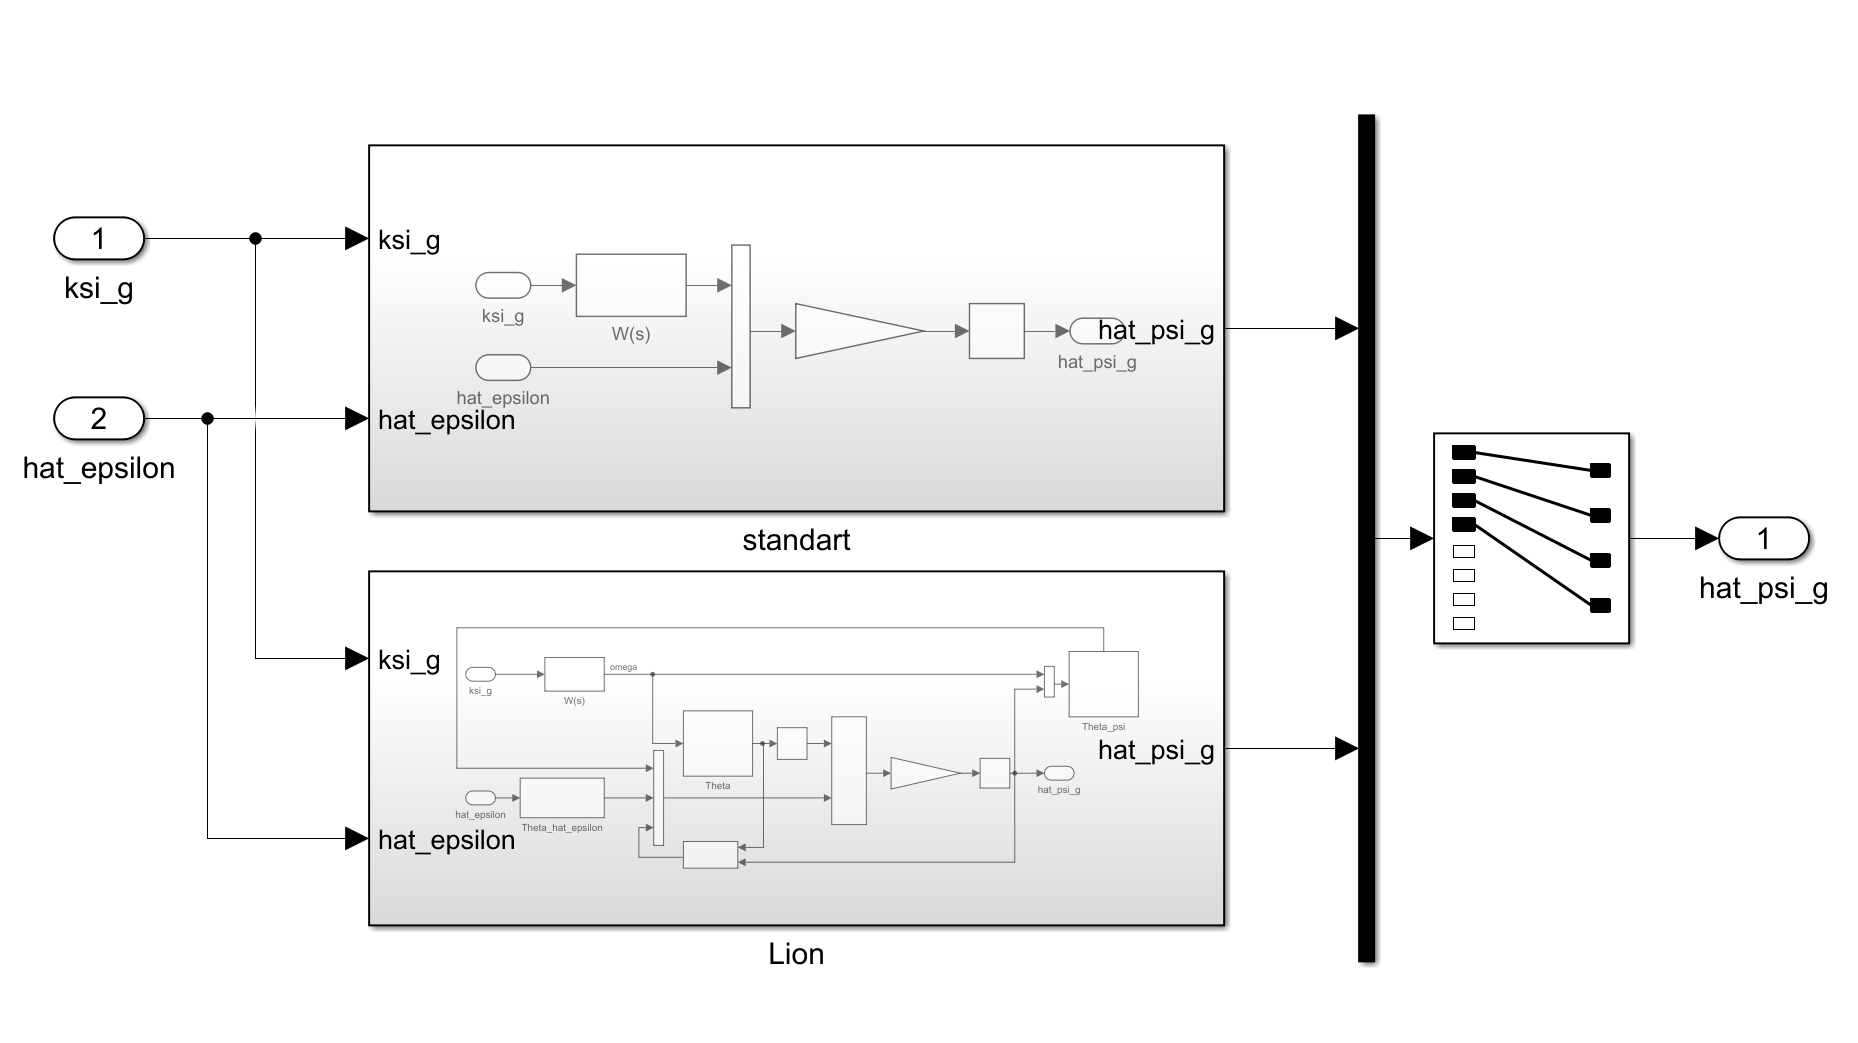 1
ksi_g
2
hat_epsilon
ksi_g
hat_epsilon
ksi_g
W(s)
hat_epsilon
hat_psi_g
hat_psi_g
standart
ksi_g
hat_epsilon
ksi_g
W(s)
omega
Theta_psi
Theta
hat_epsilon
Theta_hat_epsilon
hat_psi_g
hat_psi_g
Lion
1
hat_psi_g